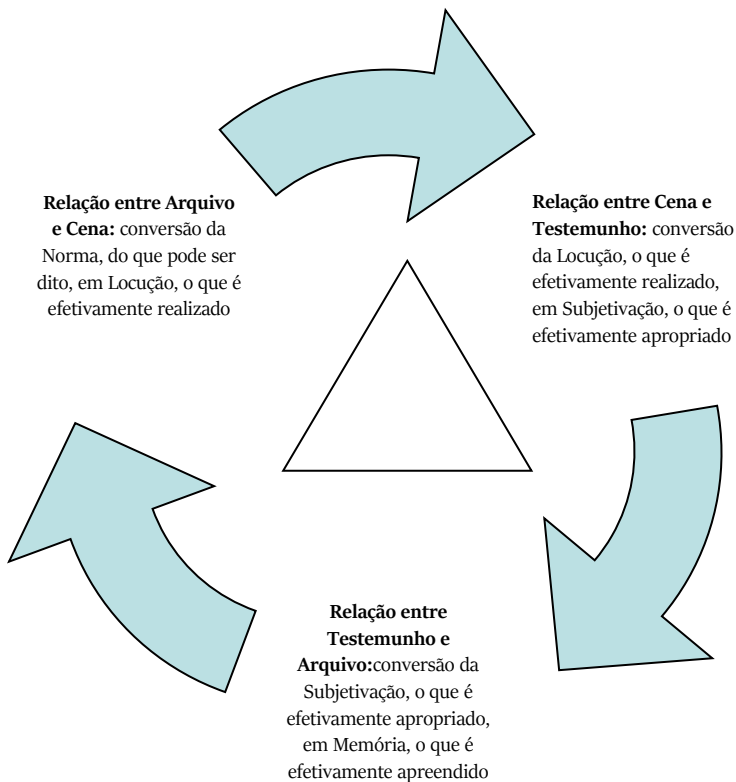 Relação entre Arquivo
e Cena: conversão da
Norma, do que pode ser
dito, em Locução, o que é
efetivamente realizado
Relação entre Cena e
Testemunho: conversão
da Locução, o que é
efetivamente realizado,
em Subjetivação, o que é
efetivamente apropriado
Relação entre
Testemunho e
Arquivo:conversão da
Subjetivação, o que é
efetivamente apropriado,
em Memória, o que é
efetivamente apreendido